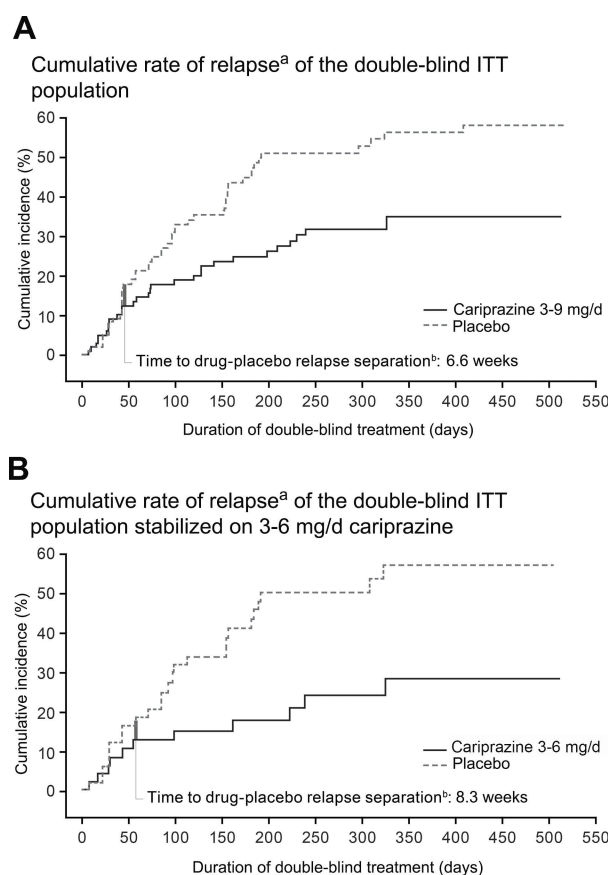 A
Cumulative rate of relapseᵃ of the double-blind ITT
population
Cumulative incidence (%)
60
50
40
30
20
10
0
Cariprazine 3-9 mg/d
Placebo
Time to drug-placebo relapse separationᵇ: 6.6 weeks
0 50 100 150 200 250 300 350 400 450 500 550
Duration of double-blind treatment (days)
B
Cumulative rate of relapseᵃ of the double-blind ITT
population stabilized on 3-6 mg/d cariprazine
Cumulative incidence (%)
60
50
40
30
20
10
0
Cariprazine 3-6 mg/d
Placebo
Time to drug-placebo relapse separationᵇ: 8.3 weeks
0 50 100 150 200 250 300 350 400 450 500 550
Duration of double-blind treatment (days)